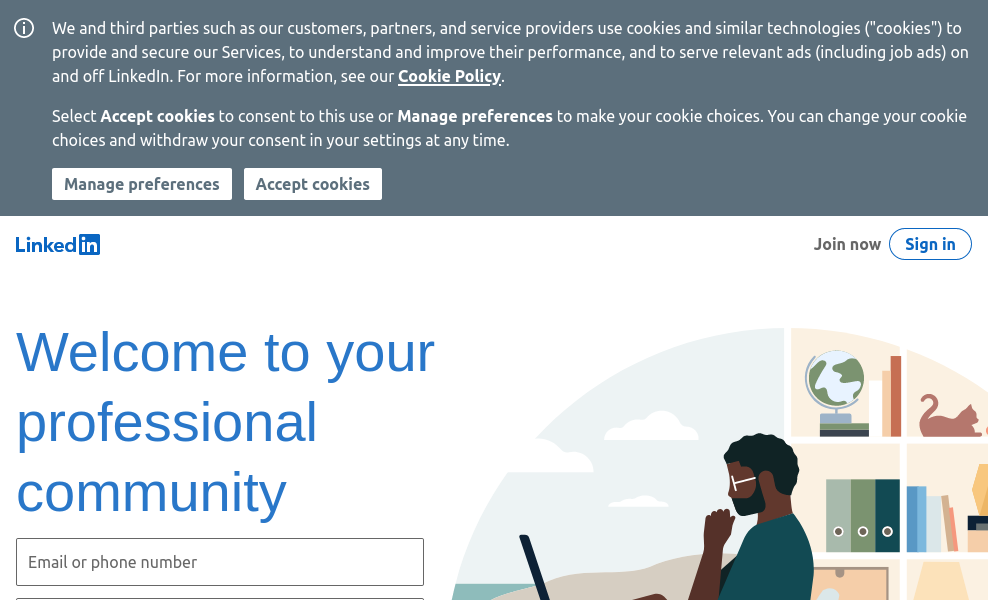 We and third parties such as our customers, partners, and service providers use cookies and similar technologies ("cookies") to
provide and secure our Services, to understand and improve their performance, and to serve relevant ads (including job ads) on
and off LinkedIn. For more information, see our Cookie Policy.
Select Accept cookies to consent to this use or Manage preferences to make your cookie choices. You can change your cookie
choices and withdraw your consent in your settings at any time.
Manage preferences
Accept cookies
Linkedin
Join now
Sign in
Welcome to your
professional
community
Email or phone number